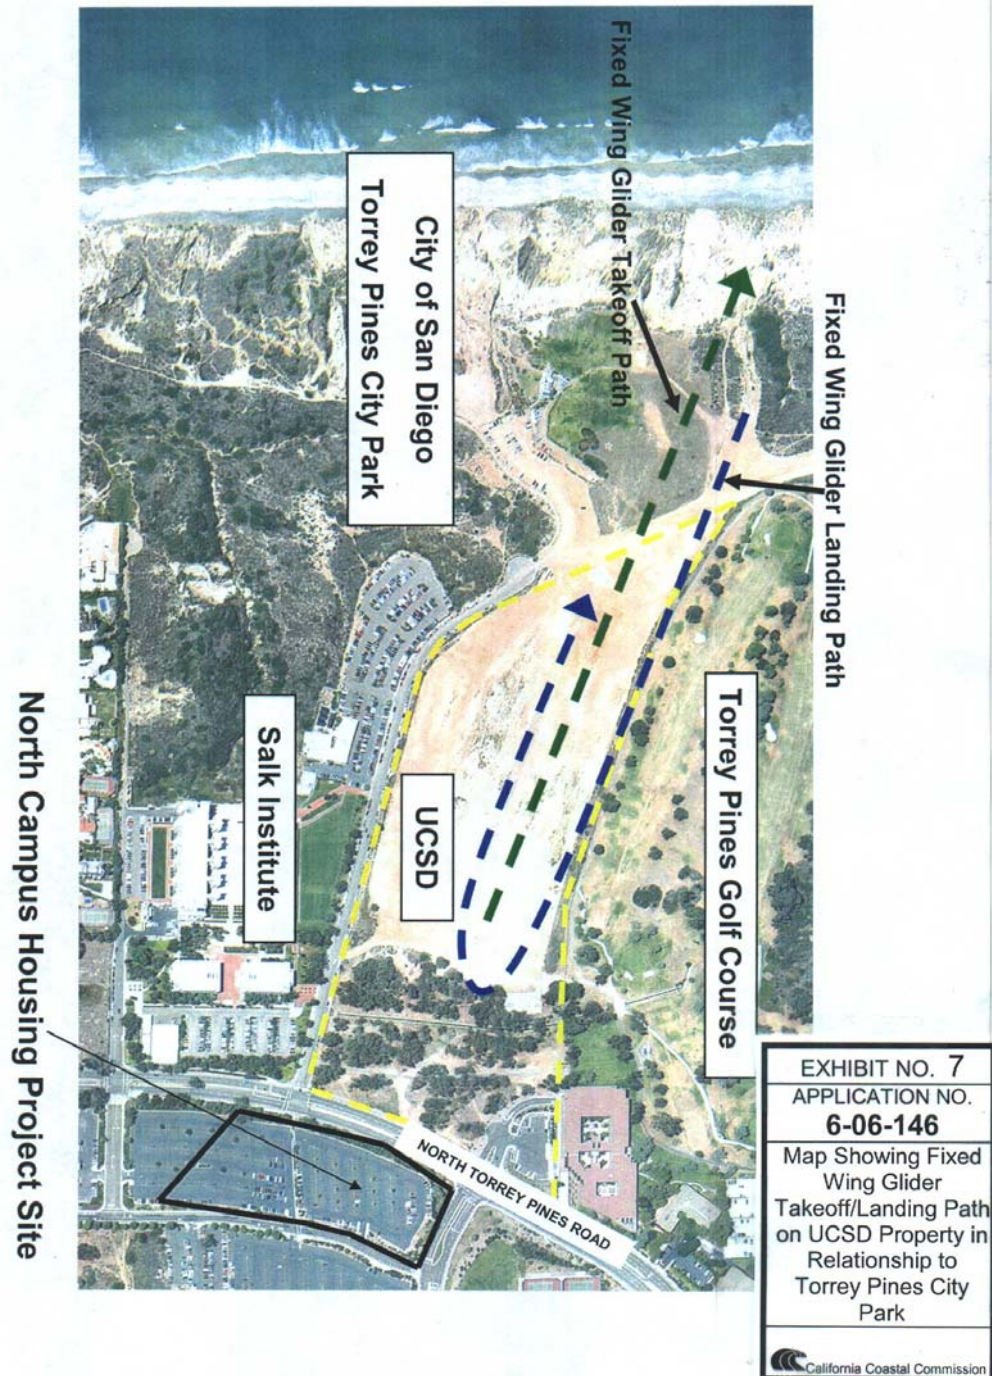 Fixed Wing Glider Takeoff Path
Fixed Wing Glider Landing Path
City of San Diego
Torrey Pines City Park
Torrey Pines Golf Course
UCSD
Salk Institute
NORTH TORREY PINES ROAD
North Campus Housing Project Site
EXHIBIT NO. 7
APPLICATION NO.
6-06-146
Map Showing Fixed
Wing Glider
Takeoff/Landing Path
on UCSD Property in
Relationship to
Torrey Pines City
Park
California Coastal Commission